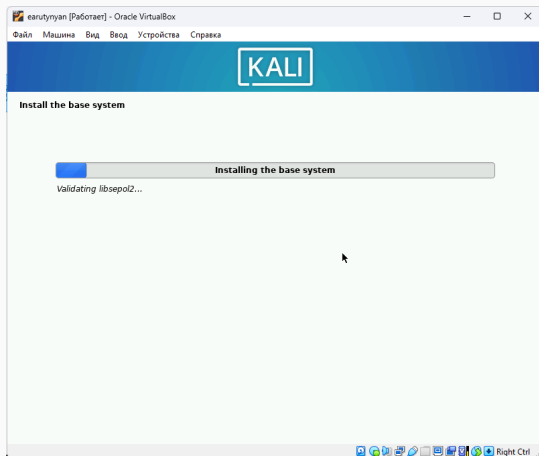 earutynyan [Работает] - Oracle VirtualBox
Файл Машина Вид Ввод Устройства Справка
KALI
Install the base system
Installing the base system
Validating libsepol2...
Right Ctrl